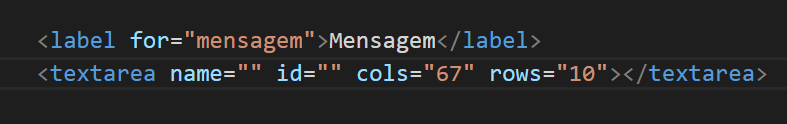 <label for="mensagem">Mensagem</label>
<textarea name="" id="" cols="67" rows="10"></textarea>